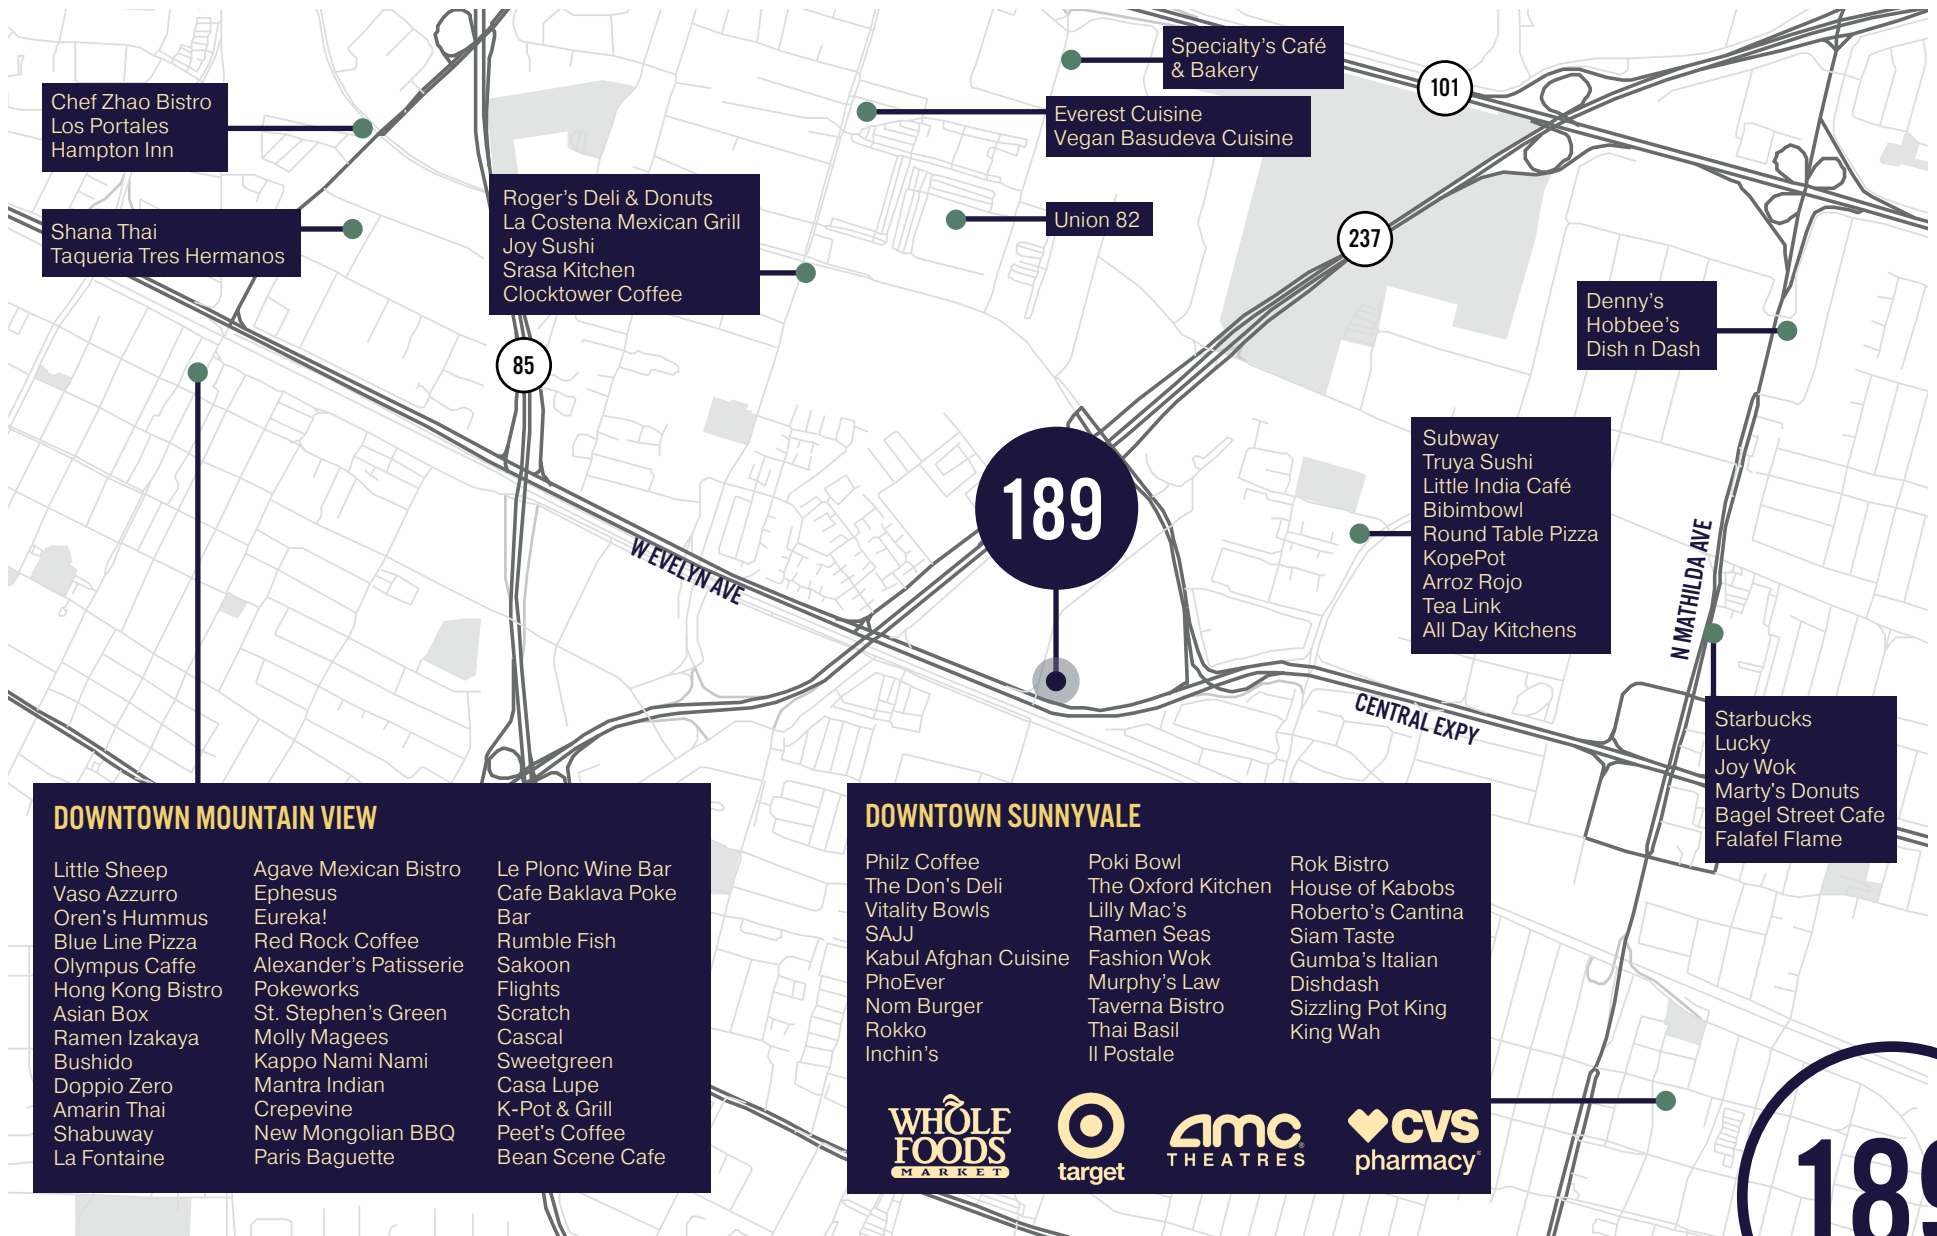 Specialty's Café
& Bakery
101
Chef Zhao Bistro
Los Portales
Hampton Inn
Everest Cuisine
Vegan Basudeva Cuisine
Roger's Deli & Donuts
La Costena Mexican Grill
Joy Sushi
Srasa Kitchen
Clocktower Coffee
Union 82
Shana Thai
Taqueria Tres Hermanos
237
Denny's
Hobbee's
Dish n Dash
85
Subway
Truya Sushi
Little India Café
Bibimbowl
Round Table Pizza
KopePot
Arroz Rojo
Tea Link
All Day Kitchens
189
W EVELYN AVE
N MATHILDA AVE
CENTRAL EXPY
Starbucks
Lucky
Joy Wok
Marty's Donuts
Bagel Street Cafe
Falafel Flame
DOWNTOWN MOUNTAIN VIEW
Little Sheep
Vaso Azzurro
Oren's Hummus
Blue Line Pizza
Olympus Caffe
Hong Kong Bistro
Asian Box
Ramen Izakaya
Bushido
Doppio Zero
Amarin Thai
Shabuway
La Fontaine
Agave Mexican Bistro
Ephesus
Eureka!
Red Rock Coffee
Alexander's Patisserie
Pokeworks
St. Stephen's Green
Molly Magees
Kappo Nami Nami
Mantra Indian
Crepevine
New Mongolian BBQ
Paris Baguette
Le Plonc Wine Bar
Cafe Baklava Poke
Bar
Rumble Fish
Sakoon
Flights
Scratch
Cascal
Sweetgreen
Casa Lupe
K-Pot & Grill
Peet's Coffee
Bean Scene Cafe
DOWNTOWN SUNNYVALE
Philz Coffee
The Don's Deli
Vitality Bowls
SAJJ
Kabul Afghan Cuisine
PhoEver
Nom Burger
Rokko
Inchin's
Poki Bowl
The Oxford Kitchen
Lilly Mac's
Ramen Seas
Fashion Wok
Murphy's Law
Taverna Bistro
Thai Basil
Il Postale
Rok Bistro
House of Kabobs
Roberto's Cantina
Siam Taste
Gumba's Italian
Dishdash
Sizzling Pot King
King Wah
WHOLE
FOODS
MARKET
target
amc
THEATRES
CVS
pharmacy
189